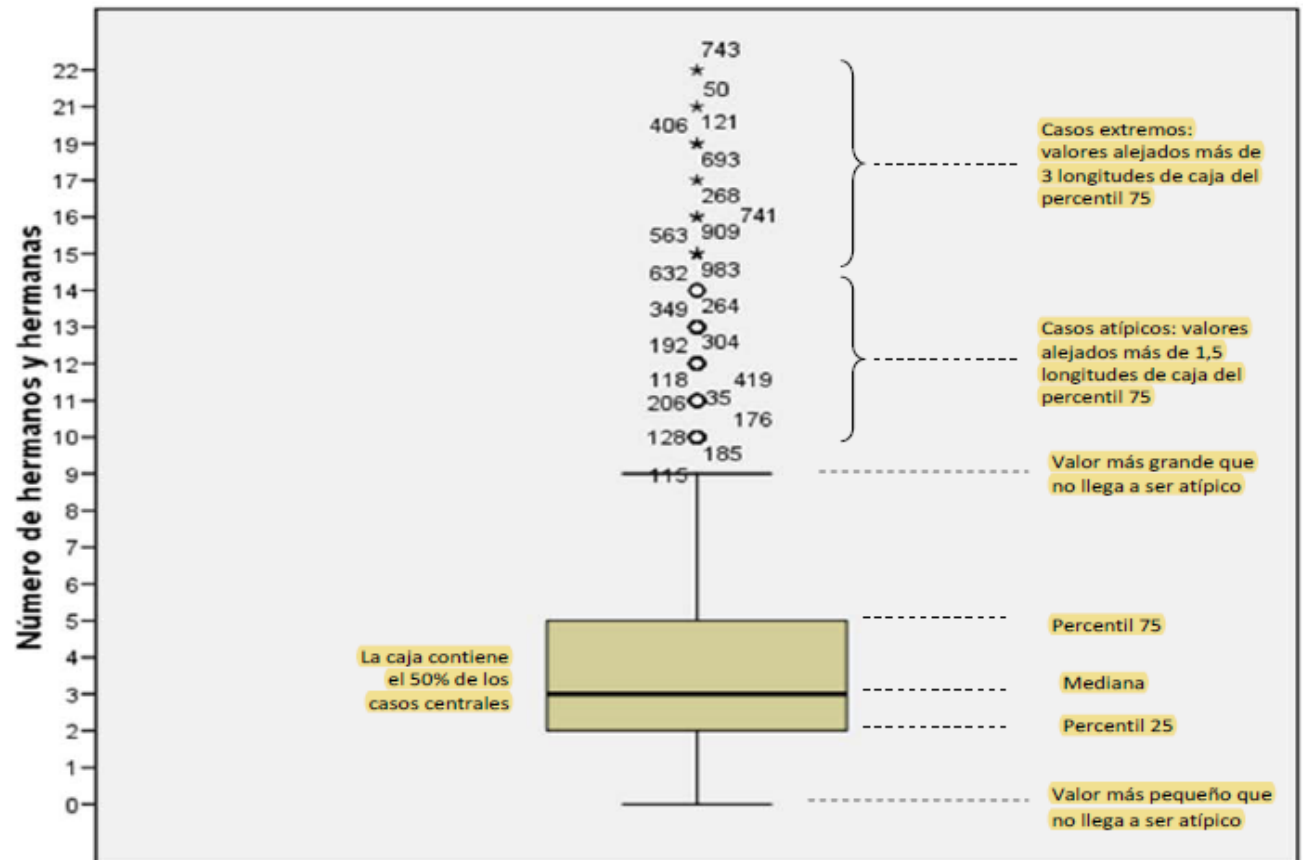 Número de hermanos y hermanas
22
21
19
17
16
15
14
13
12
11
10
9
8
7
6
5
4
3
2
1
0
743
50
406 121
693
268
741
563 909
632 983
349 264
192 304
118 419
206 35
176
128
185
115
La caja contiene
el 50% de los
casos centrales
Casos extremos:
valores alejados más de
3 longitudes de caja del
percentil 75
Casos atípicos: valores
alejados más de 1,5
longitudes de caja del
percentil 75
Valor más grande que
no llega a ser atípico
Percentil 75
Mediana
Percentil 25
Valor más pequeño que
no llega a ser atípico